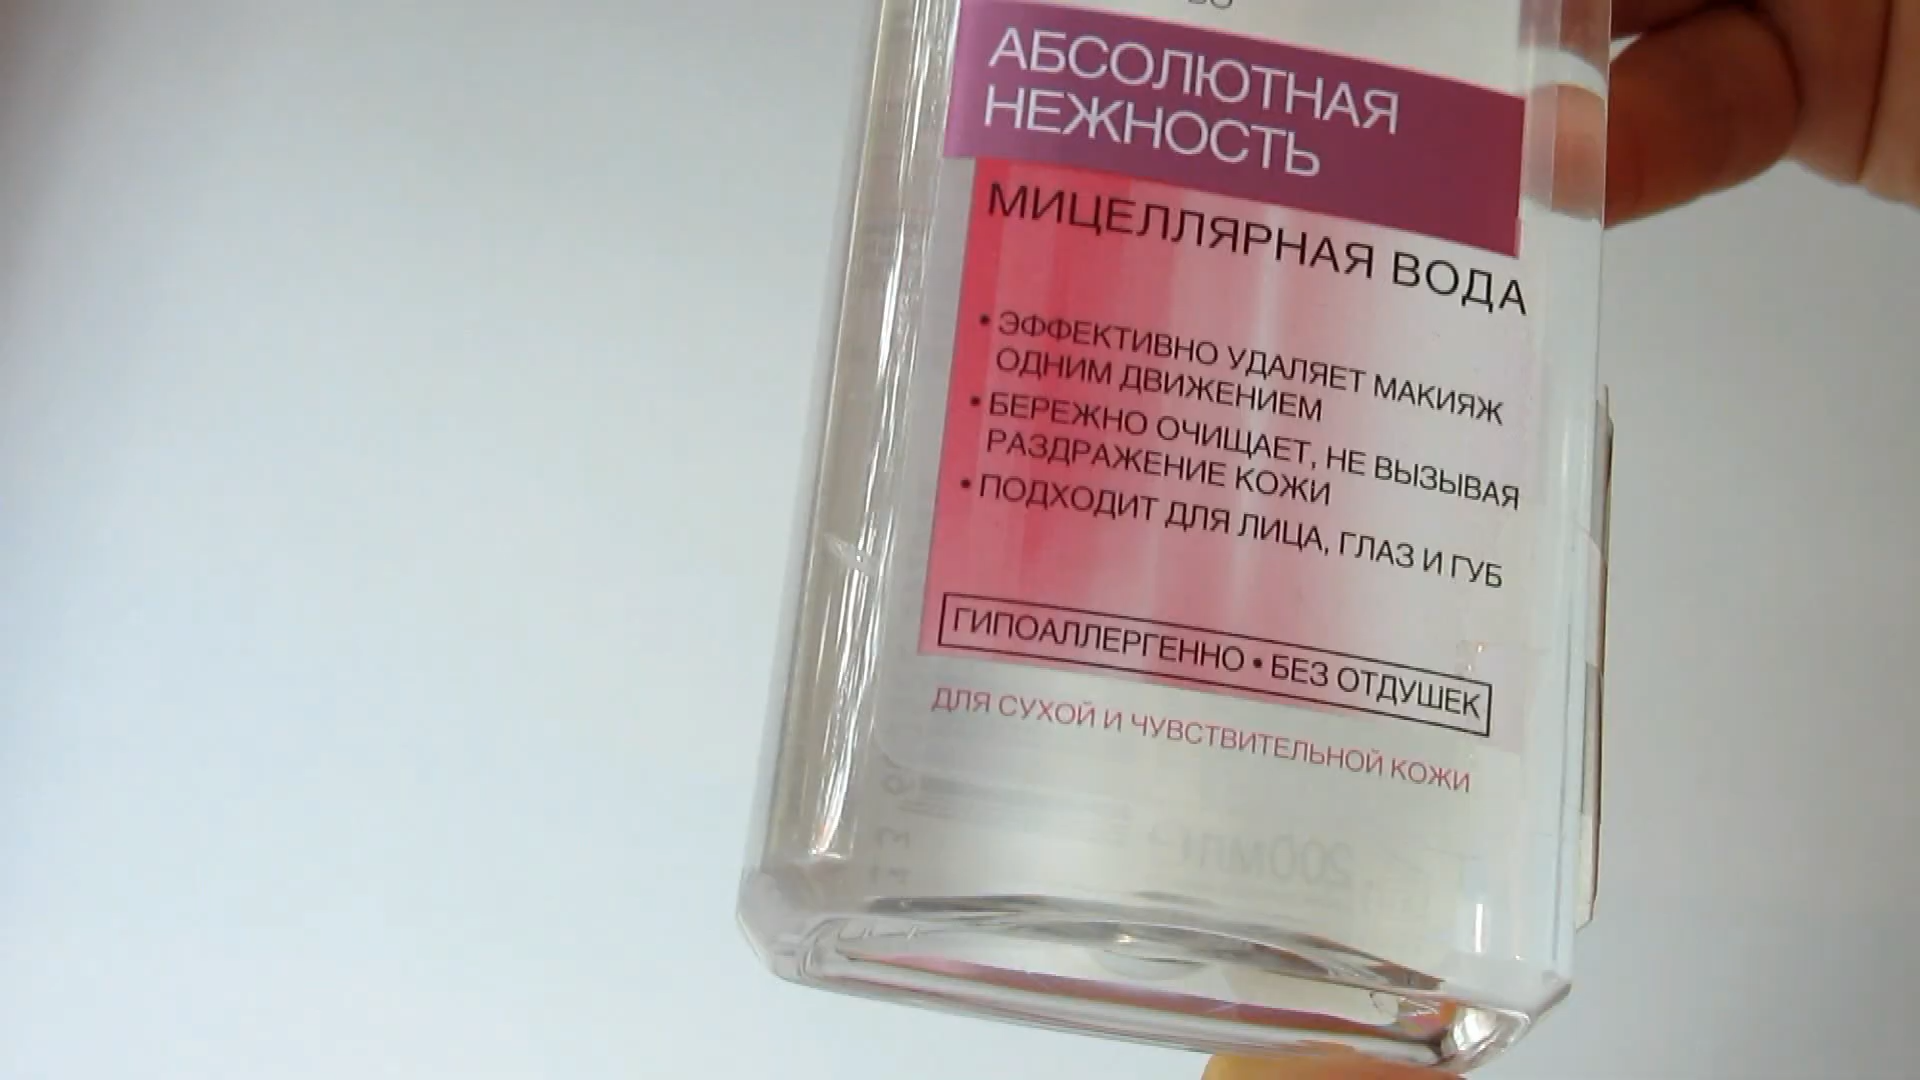 АБСОЛЮТНАЯ
НЕЖНОСТЬ
МИЦЕЛЛЯРНАЯ ВОДА
• ЭФФЕКТИВНО УДАЛЯЕТ МАКИЯЖ
ОДНИМ ДВИЖЕНИЕМ
• БЕРЕЖНО ОЧИЩАЕТ, НЕ ВЫЗЫВАЯ
РАЗДРАЖЕНИЕ КОЖИ
• ПОДХОДИТ ДЛЯ ЛИЦА, ГЛАЗ И ГУБ
ГИПОАЛЛЕРГЕННО • БЕЗ ОТДУШЕК
ДЛЯ СУХОЙ И ЧУВСТВИТЕЛЬНОЙ КОЖИ
200мл